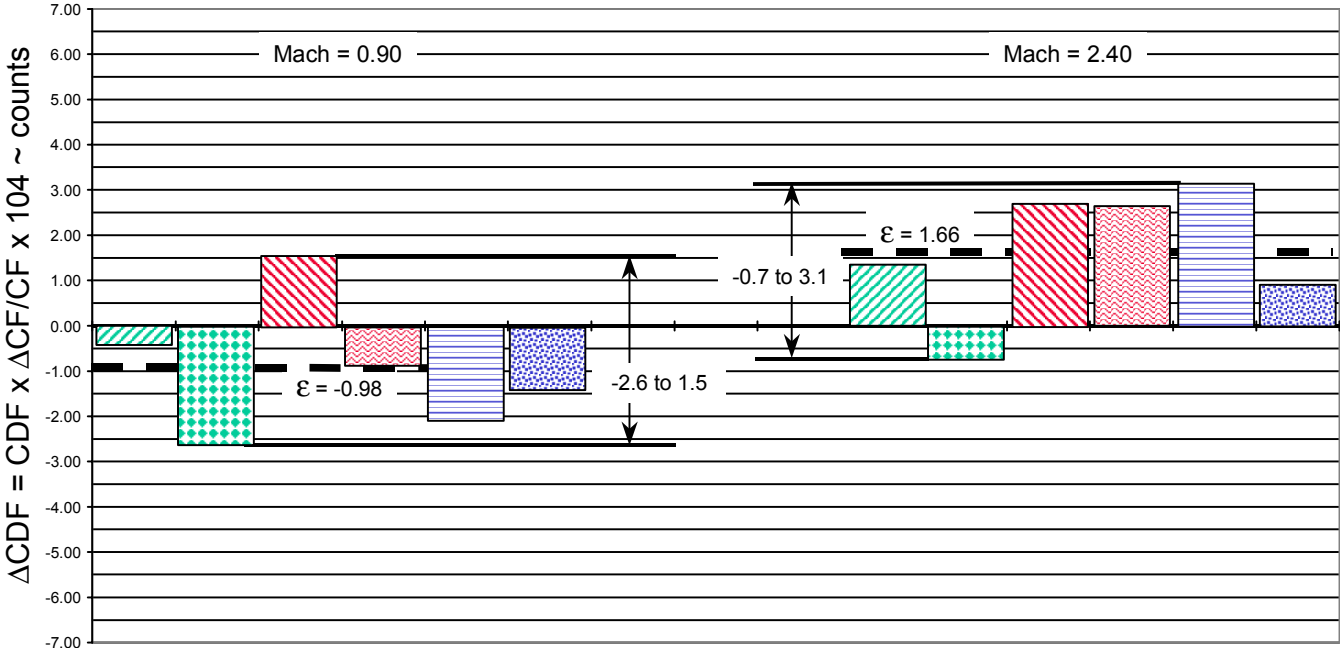 ΔCDF = CDF x ΔCF/CF x 104 ~ counts
7.00
6.00
5.00
4.00
3.00
2.00
1.00
0.00
-1.00
-2.00
-3.00
-4.00
-5.00
-6.00
-7.00
Mach = 0.90
Mach = 2.40
ε = 1.66
-0.7 to 3.1
ε = -0.98
-2.6 to 1.5